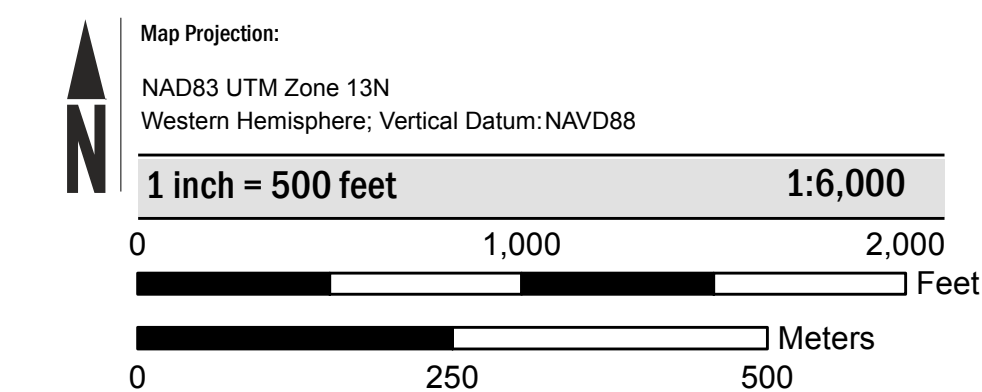 Map Projection:
N
NAD83 UTM Zone 13N
Western Hemisphere; Vertical Datum: NAVD88
1 inch = 500 feet 1:6,000
0 1,000 2,000
Feet
Meters
0 250 500